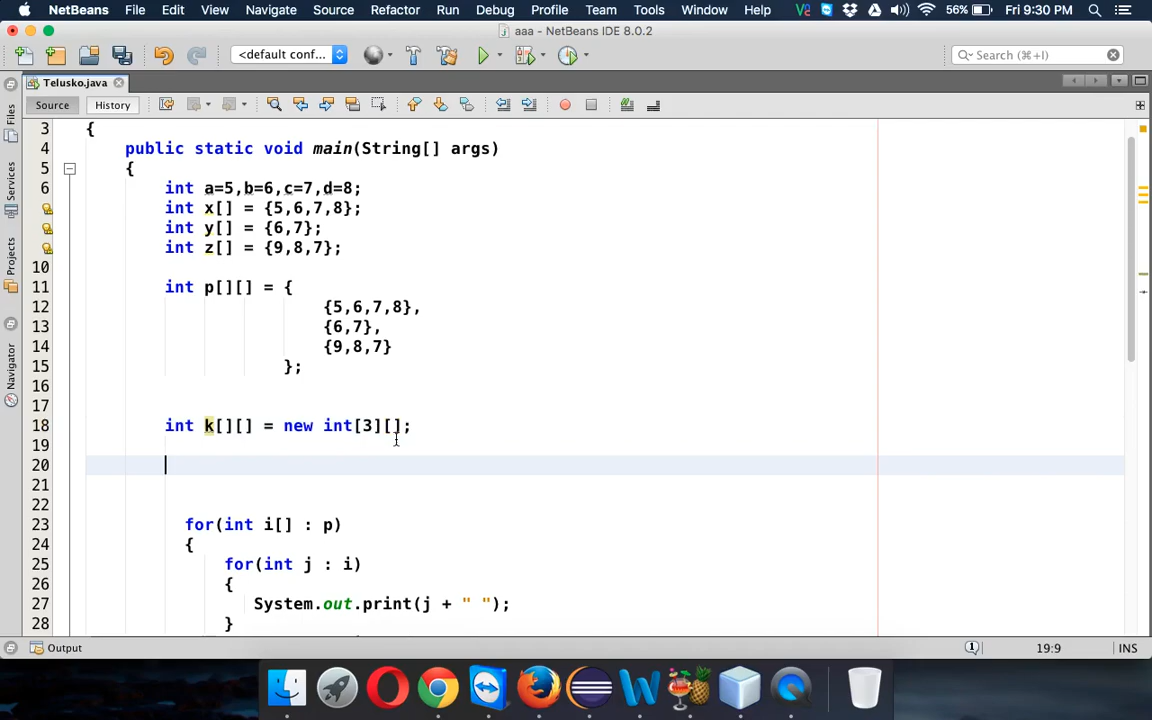 NetBeans File Edit View Navigate Source Refactor Run Debug Profile Team Tools Window Help 56% Fri 9:30 PM
aaa - NetBeans IDE 8.0.2
<default conf... Search (⌘+I)
Telusko.java
Source History
3 {
4 public static void main(String[] args)
5 {
6 int a=5,b=6,c=7,d=8;
int x[] = {5,6,7,8};
int y[] = {6,7};
int z[] = {9,8,7};
10
11 int p[][] = {
12 {5,6,7,8},
13 {6,7},
14 {9,8,7}
15 };
16
17
18 int k[][] = new int[3][];
19
20
21
22
23 for(int i[] : p)
24 {
25 for(int j : i)
26 {
27 System.out.print(j + " ");
28 }
Files
Services
Projects
Navigator
Output 1 19:9 INS